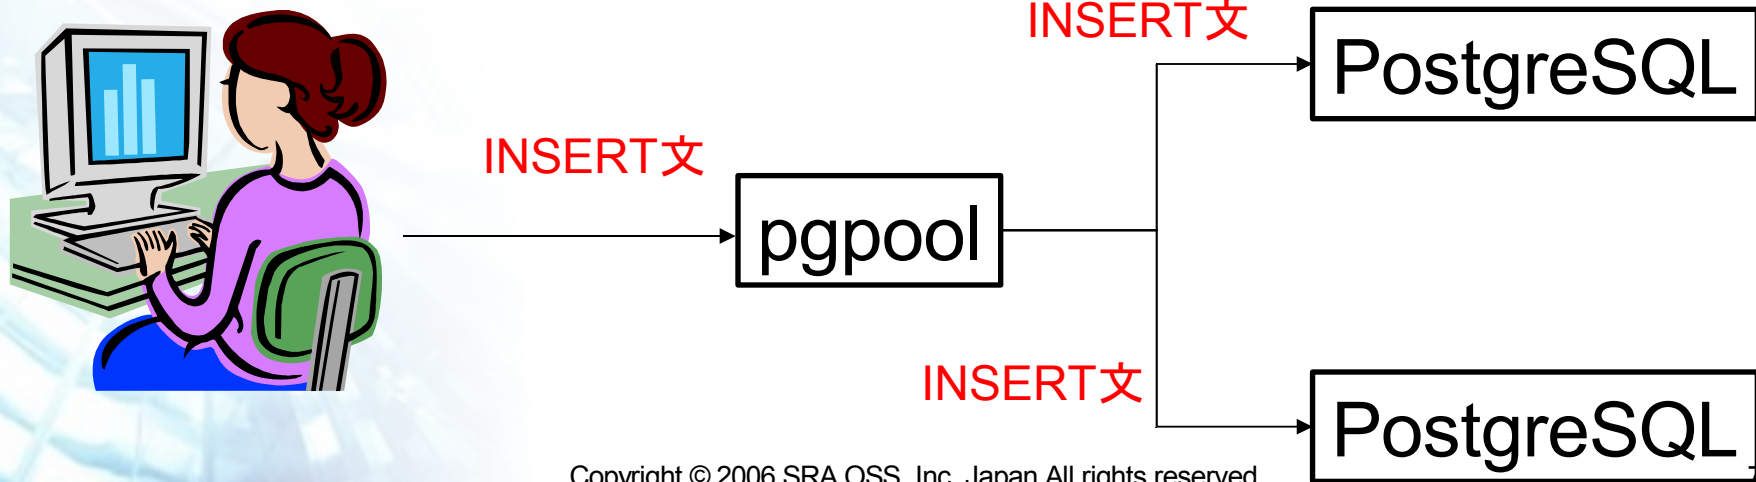 INSERT文
PostgreSQL
INSERT文
pgpool
INSERT文
PostgreSQL
Copyright © 2006 SRA OSS, Inc. Japan All rights reserved.